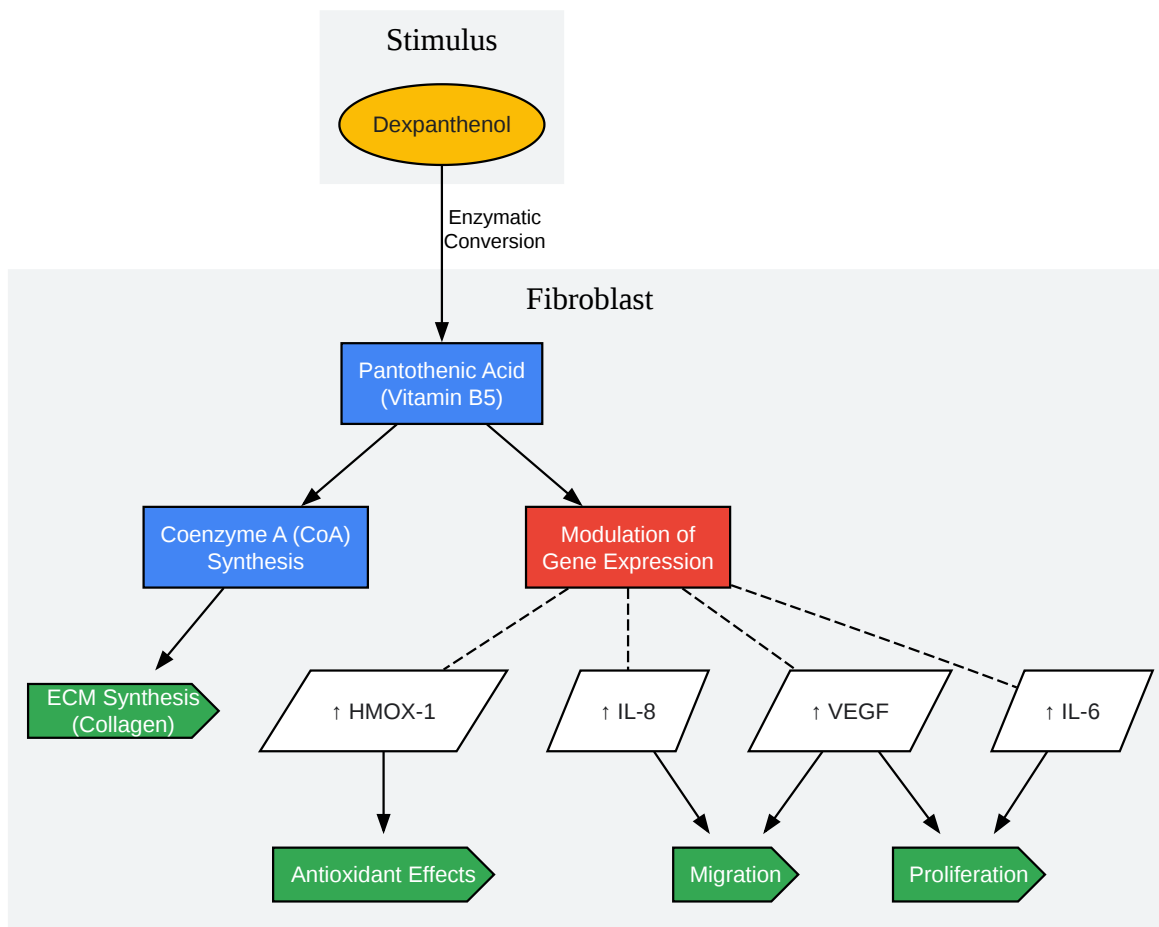 Stimulus
Dexpanthenol
Enzymatic
Conversion
Fibroblast
Pantothenic Acid
(Vitamin B5)
Coenzyme A (CoA)
Synthesis
Modulation of
Gene Expression
ECM Synthesis
(Collagen)
↑ HMOX-1
↑ IL-8
↑ VEGF
↑ IL-6
Antioxidant Effects
Migration
Proliferation